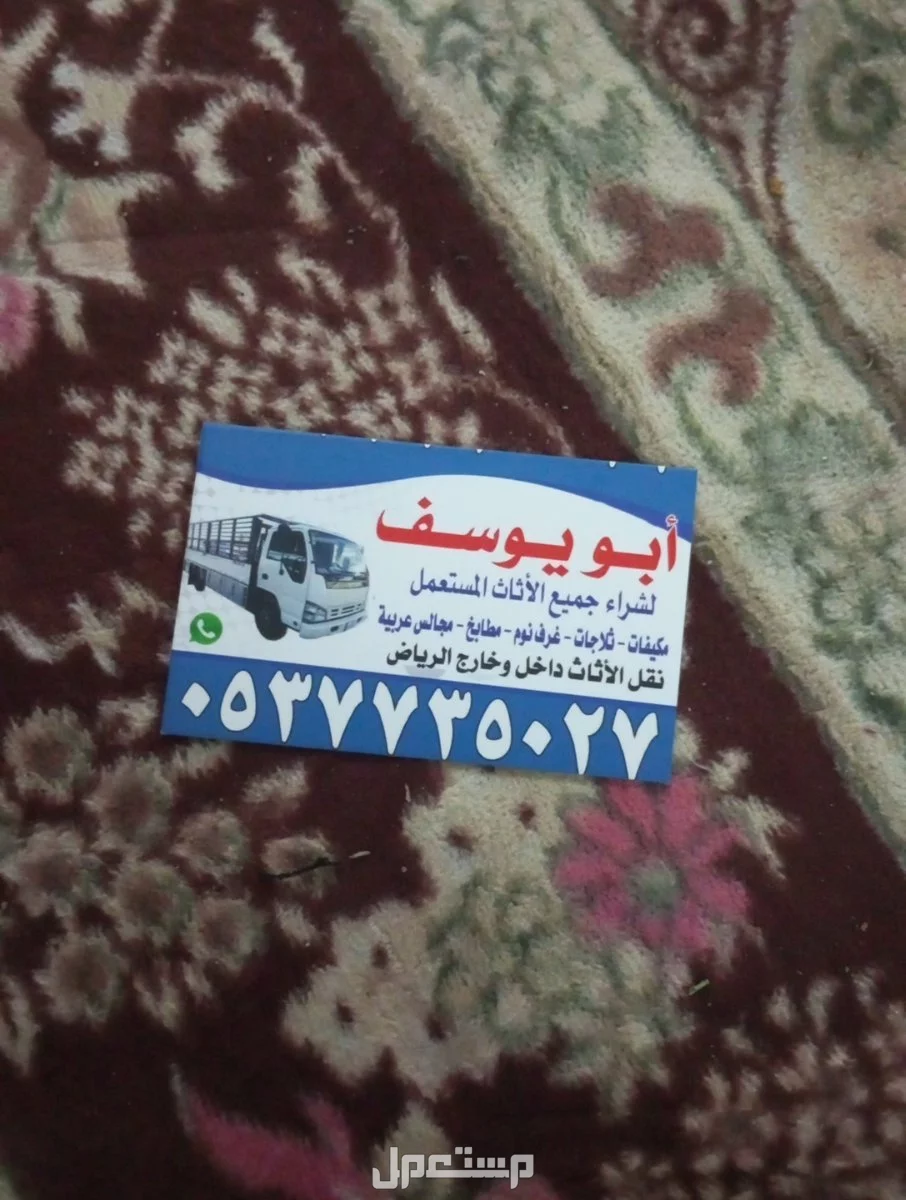 أبو يوسف
لشراء جميع الأثاث المستعمل
مكيفات - ثلاجات - غرف نوم - مطابخ - مجالس عربية
نقل الأثاث داخل وخارج الرياض
٠٥٣٧٧٣٥٠٢٧
مستعمل